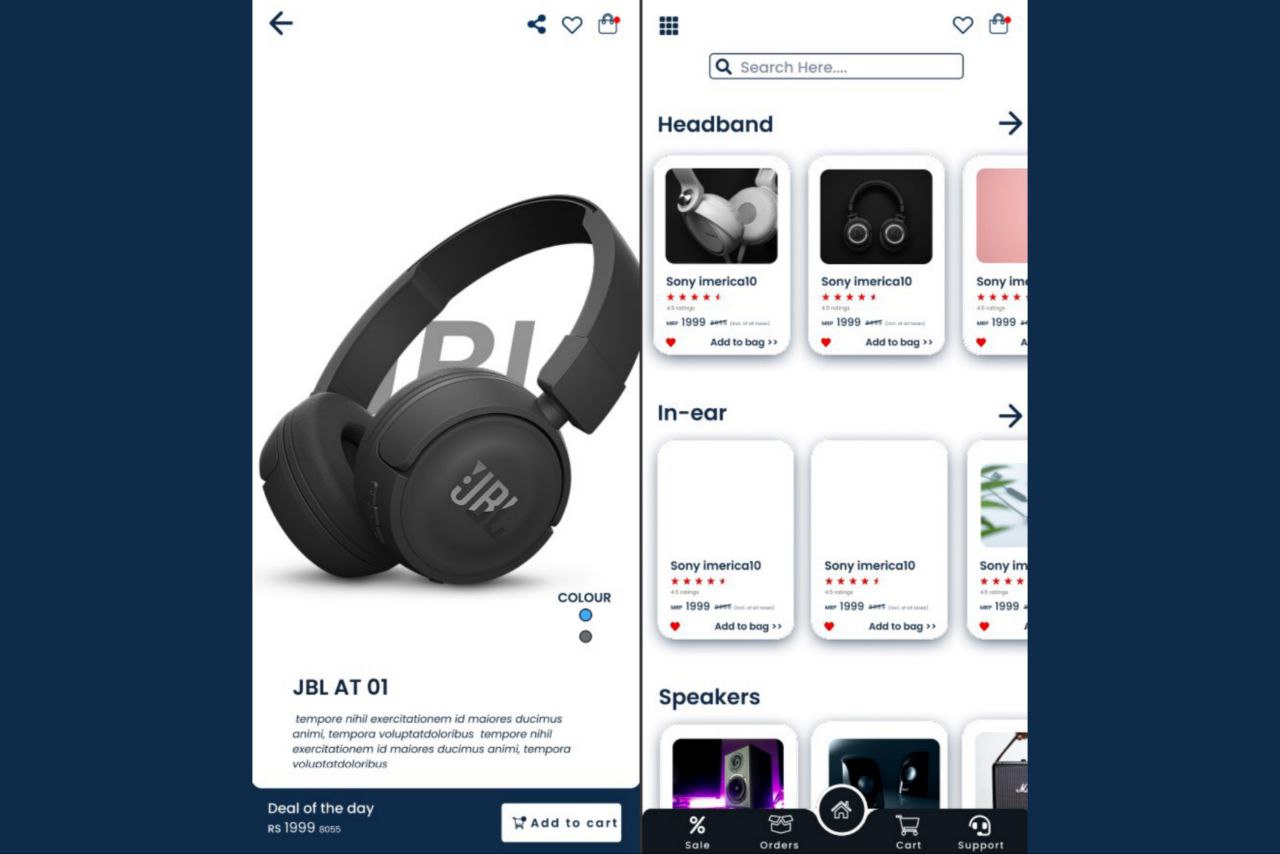 JBL
JBL
COLOUR
JBL AT 01
tempore nihil exercitationem id maiores ducimus
animi, tempora voluptatdoloribus tempore nihil
exercitationem id maiores ducimus animi, tempora
voluptatdoloribus
Deal of the day
RS 1999 8055
Add to cart
Search Here....
Headband
Sony imerica10
4.5 ratings
MRP 1999 8055 (incl. of all taxes)
Add to bag >>
Sony imerica10
4.5 ratings
MRP 1999 8055 (incl. of all taxes)
Add to bag >>
Sony ime
4.5 ratings
MRP 1999
A
In-ear
Sony imerica10
4.5 ratings
MRP 1999 8055 (incl. of all taxes)
Add to bag >>
Sony imerica10
4.5 ratings
MRP 1999 8055 (incl. of all taxes)
Add to bag >>
Sony im
4.5 ratings
MRP 1999
Speakers
Sale
Orders
Cart
Support